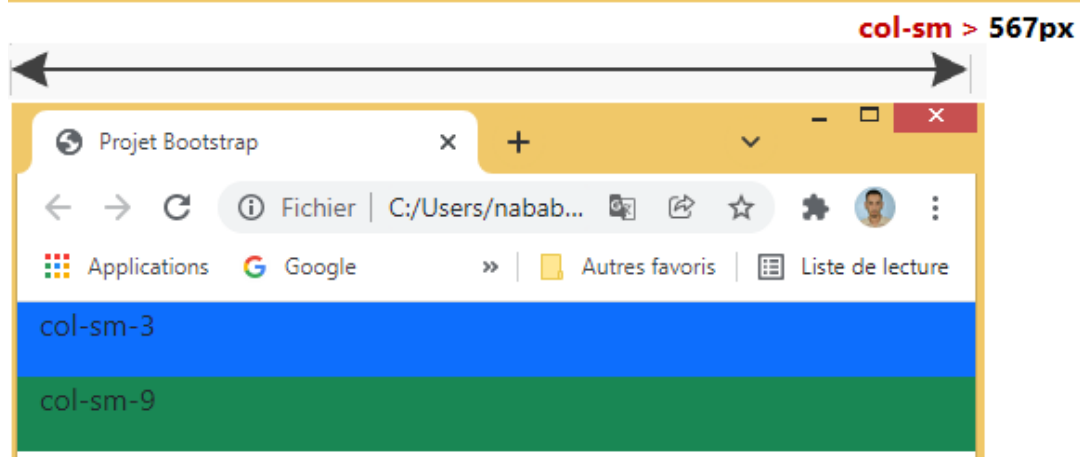 col-sm > 567px
Projet Bootstrap
Fichier | C:/Users/nabab...
Applications G Google » Autres favoris Liste de lecture
col-sm-3
col-sm-9